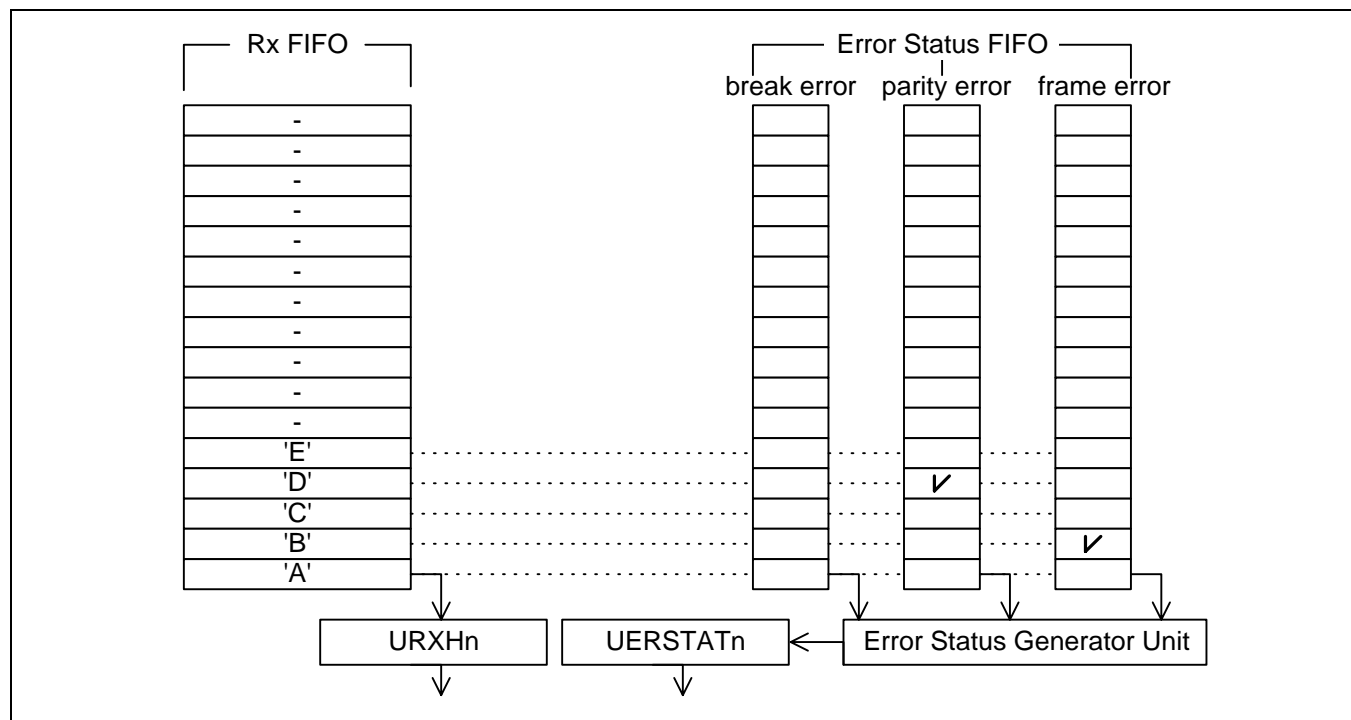 Rx FIFO
Error Status FIFO
break error parity error frame error
-
-
-
-
-
-
-
-
-
-
-
'E'
'D'
'C'
'B'
'A'
URXHn
UERSTATn
Error Status Generator Unit